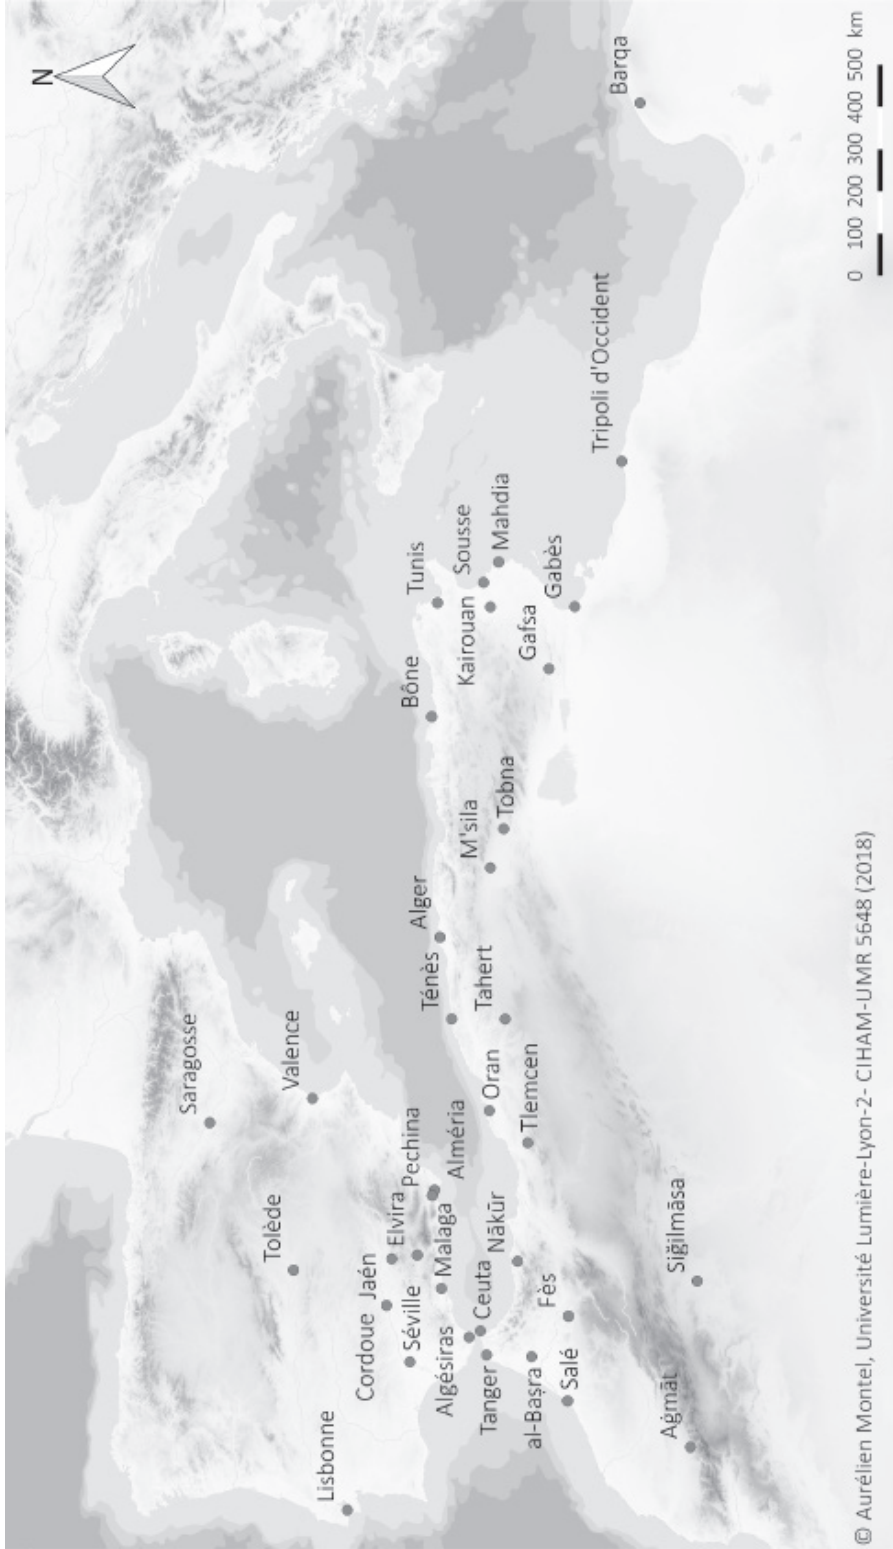 N
Saragosse
Tolède
Valence
Lisbonne
Cordoue
Jaén
Elvira
Pechina
Séville
Malaga
Alméria
Algésiras
Ceuta
Nākūr
Tanger
al-Baṣra
Salé
Fès
Aġmāt
Siğilmāsa
Oran
Tlemcen
Ténès
Tahert
Alger
M'sila
Tobna
Bône
Tunis
Kairouan
Sousse
Mahdia
Gafsa
Gabès
Tripoli d'Occident
Barqa
0 100 200 300 400 500 km
© Aurélien Montel, Université Lumière-Lyon-2- CIHAM-UMR 5648 (2018)